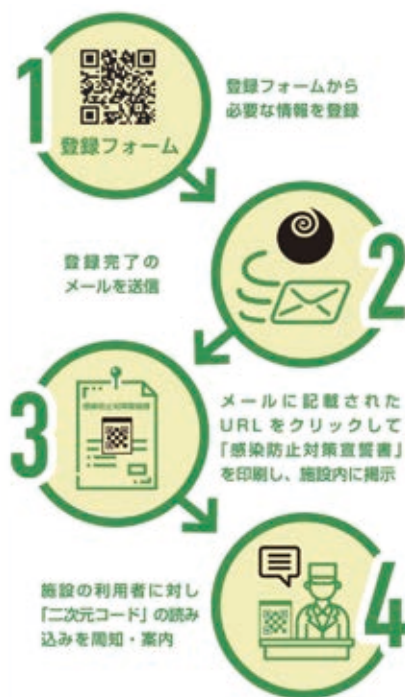 1
登録フォーム
登録フォームから
必要な情報を登録
2
登録完了の
メールを送信
3
メールに記載された
URLをクリックして
「感染防止対策宣誓書」
を印刷し、施設内に掲示
4
施設の利用者に対し
「二次元コード」の読み
込みを周知・案内